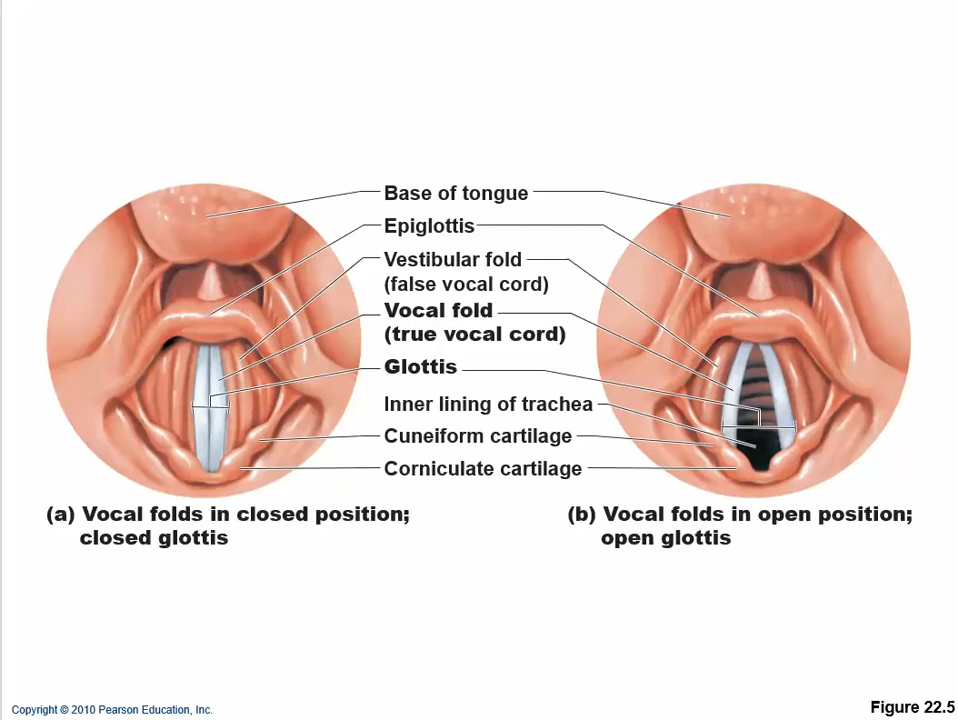 Base of tongue
Epiglottis
Vestibular fold
(false vocal cord)
Vocal fold
(true vocal cord)
Glottis
Inner lining of trachea
Cuneiform cartilage
Corniculate cartilage
(a) Vocal folds in closed position;
closed glottis
(b) Vocal folds in open position;
open glottis
Copyright © 2010 Pearson Education, Inc.
Figure 22.5